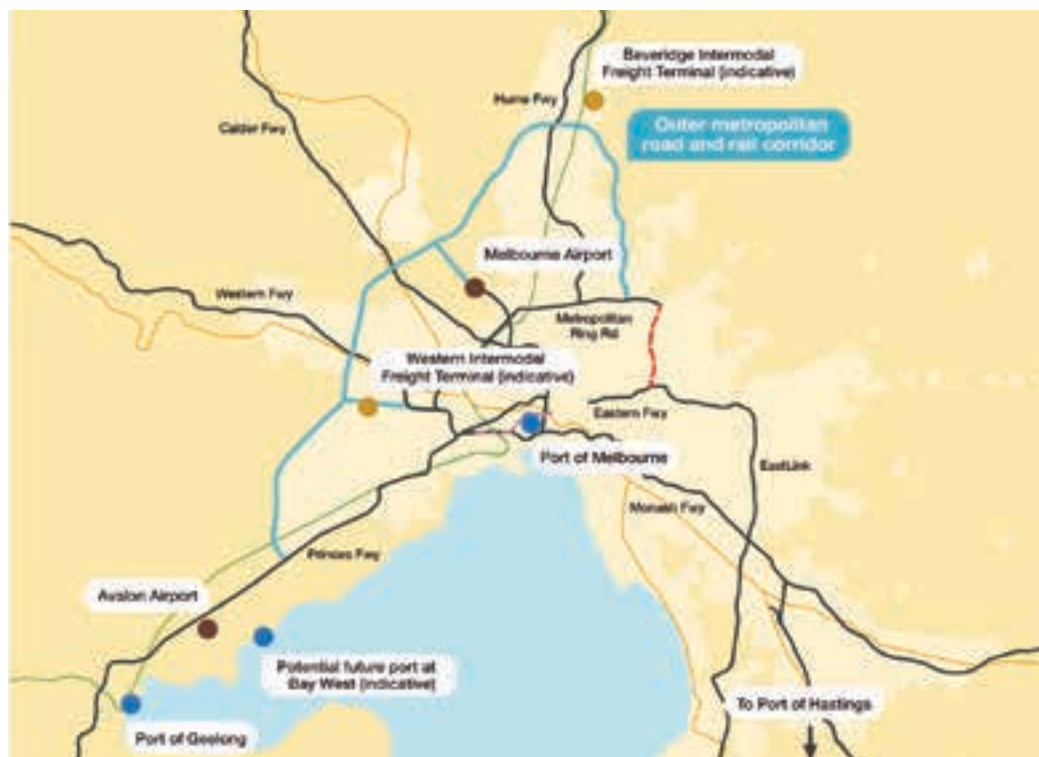 Beveridge Intermodal
Freight Terminal (indicative)
Hume Fwy
Outer metropolitan
road and rail corridor
Calder Fwy
Melbourne Airport
Western Fwy
Metropolitan
Ring Rd
Western Intermodal
Freight Terminal (indicative)
Eastern Fwy
Port of Melbourne
EastLink
Monash Fwy
Princes Fwy
Avalon Airport
Potential future port at
Bay West (indicative)
To Port of Hastings
Port of Geelong